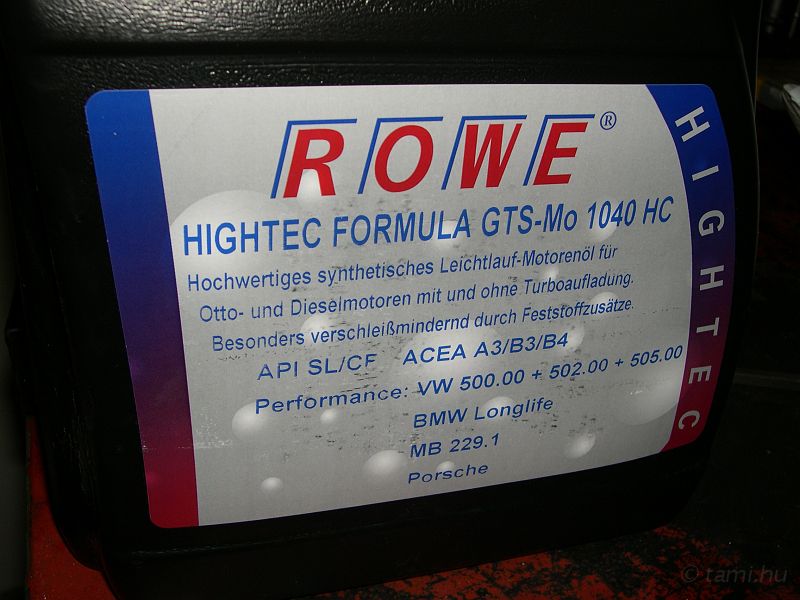 ROWE®
HIGHTEC FORMULA GTS-Mo 1040 HC
Hochwertiges synthetisches Leichtlauf-Motorenöl für
Otto- und Dieselmotoren mit und ohne Turboaufladung.
Besonders verschleißmindernd durch Feststoffzusätze.
API SL/CF ACEA A3/B3/B4
Performance: VW 500.00 + 502.00 + 505.00
BMW Longlife
MB 229.1
Porsche
HIGHTEC
© tami.hu